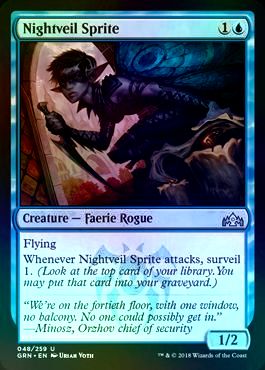 Nightveil Sprite 1
Creature — Faerie Rogue
Flying
Whenever Nightveil Sprite attacks, surveil
1. (Look at the top card of your library. You
may put that card into your graveyard.)
"We're on the fortieth floor, with one window,
no balcony. No one could possibly get in."
—Minosz, Orzhov chief of security
1/2
048/259 U
GRN • EN Uriah Voth
™ & © 2018 Wizards of the Coast